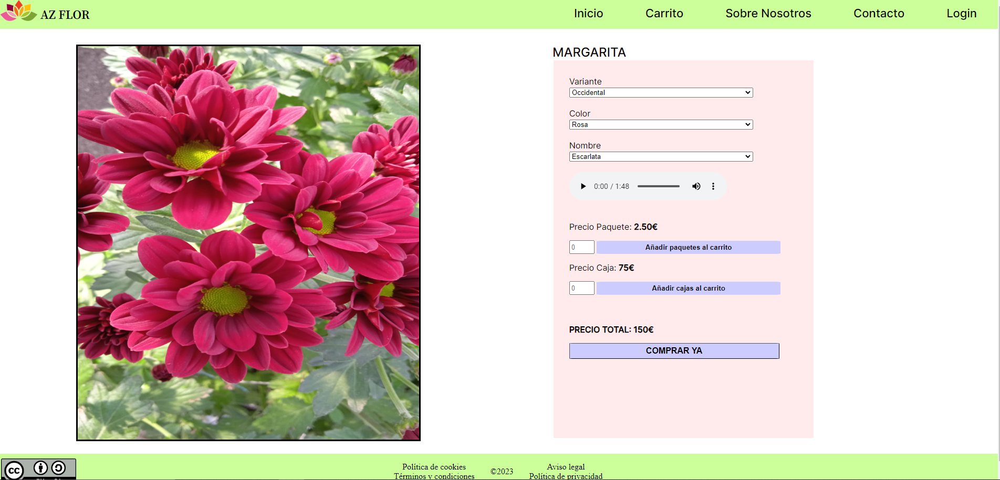 AZ FLOR
Inicio
Carrito
Sobre Nosotros
Contacto
Login
MARGARITA
Variante
Occidental
Color
Rosa
Nombre
Escarlata
0:00 / 1:48
Precio Paquete: 2.50€
0
Añadir paquetes al carrito
Precio Caja: 75€
0
Añadir cajas al carrito
PRECIO TOTAL: 150€
COMPRAR YA
cc
Política de cookies
Términos y condiciones
©2023
Aviso legal
Política de privacidad